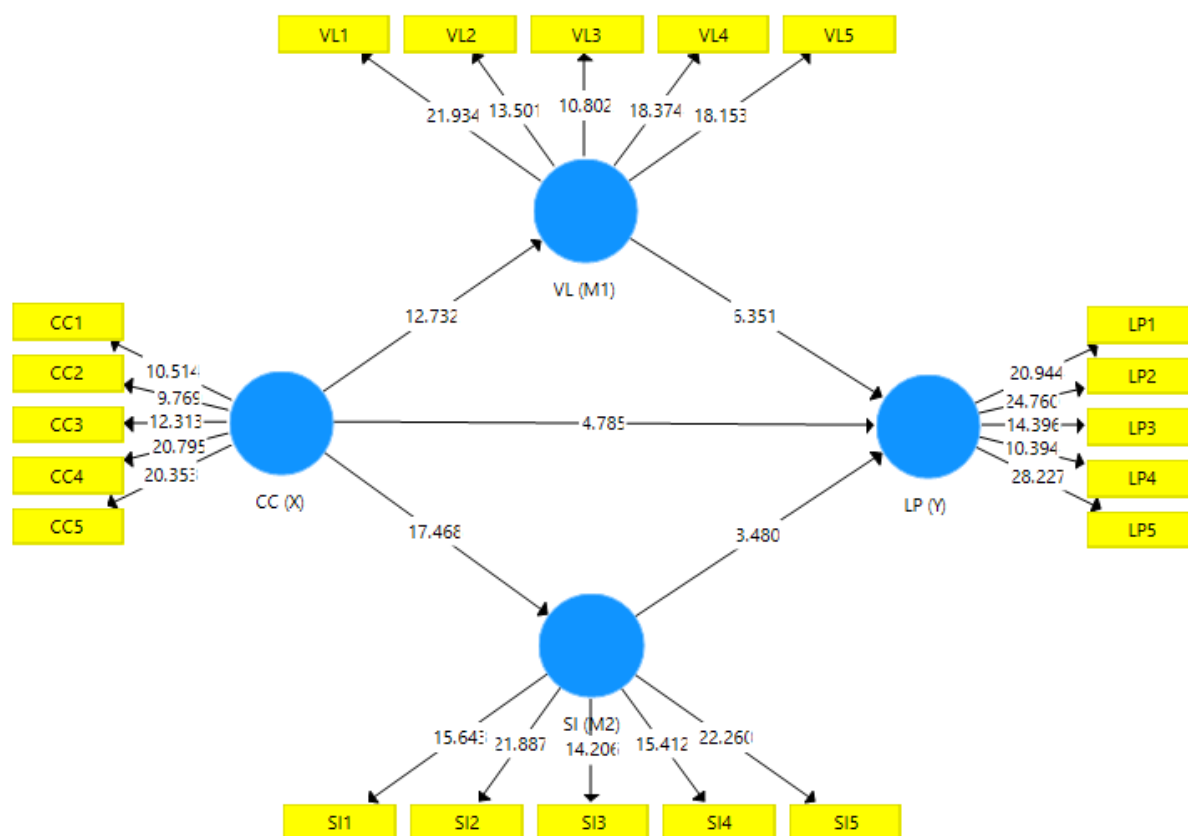 VL1
VL2
VL3
VL4
VL5
21.934
13.501
10.802
18.374
18.153
VL (M1)
12.732
6.351
CC1
CC2
CC3
CC4
CC5
10.514
9.769
12.313
20.795
20.353
CC (X)
4.785
LP1
LP2
LP3
LP4
LP5
20.944
24.760
14.396
10.394
28.227
LP (Y)
17.468
3.480
SI (M2)
15.643
21.887
14.206
15.412
22.260
SI1
SI2
SI3
SI4
SI5